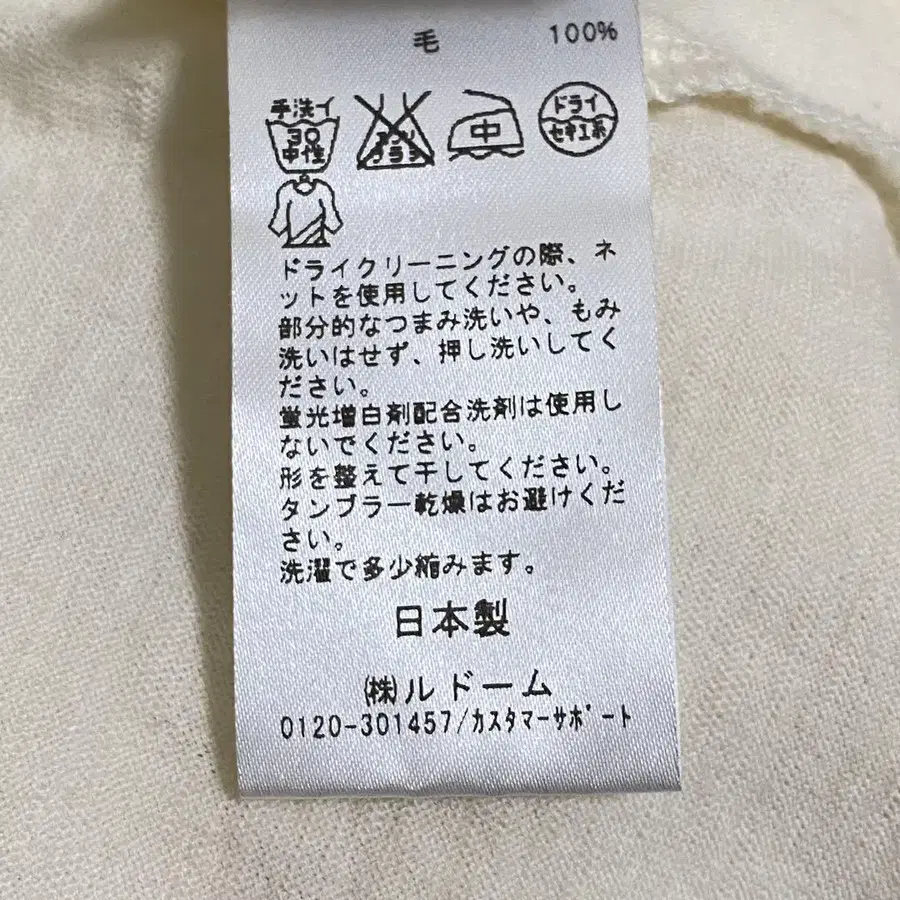 毛 100%
手洗イ
30
中性
エンソ
サラシ
中
ドライ
セキユ系
ドライクリーニングの際、ネ
ットを使用してください。
部分的なつまみ洗いや、もみ
洗いはせず、押し洗いしてく
ださい。
蛍光増白剤配合洗剤は使用し
ないでください。
形を整えて干してください。
タンブラー乾燥はお避けくだ
さい。
洗濯で多少縮みます。
日本製
㈱ルドーム
0120-301457/カスタマーサポート